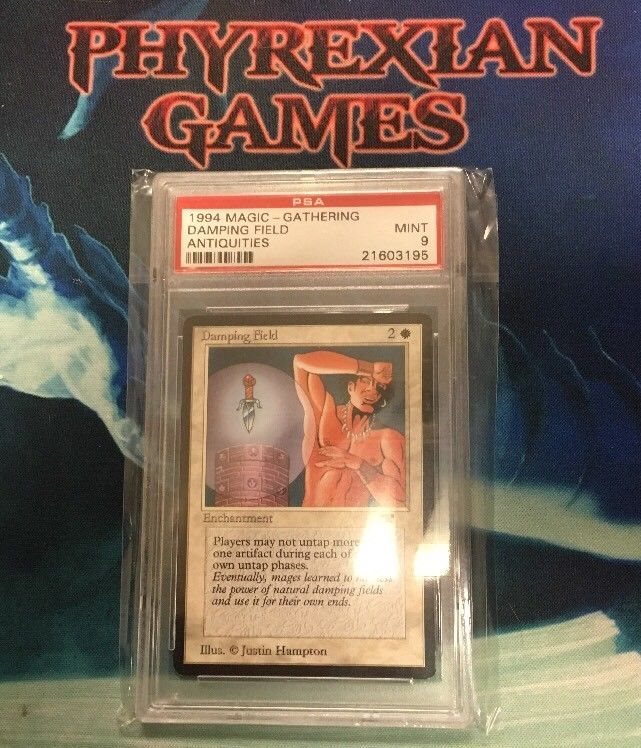 PHYREXIAN
GAMES
PSA
1994 MAGIC - GATHERING
DAMPING FIELD MINT
ANTIQUITIES 9
21603195
Damping Field 2
Enchantment
Players may not untap more
one artifact during each of
own untap phases.
Eventually, mages learned to
the power of natural damping fields
and use it for their own ends.
Illus. © Justin Hampton